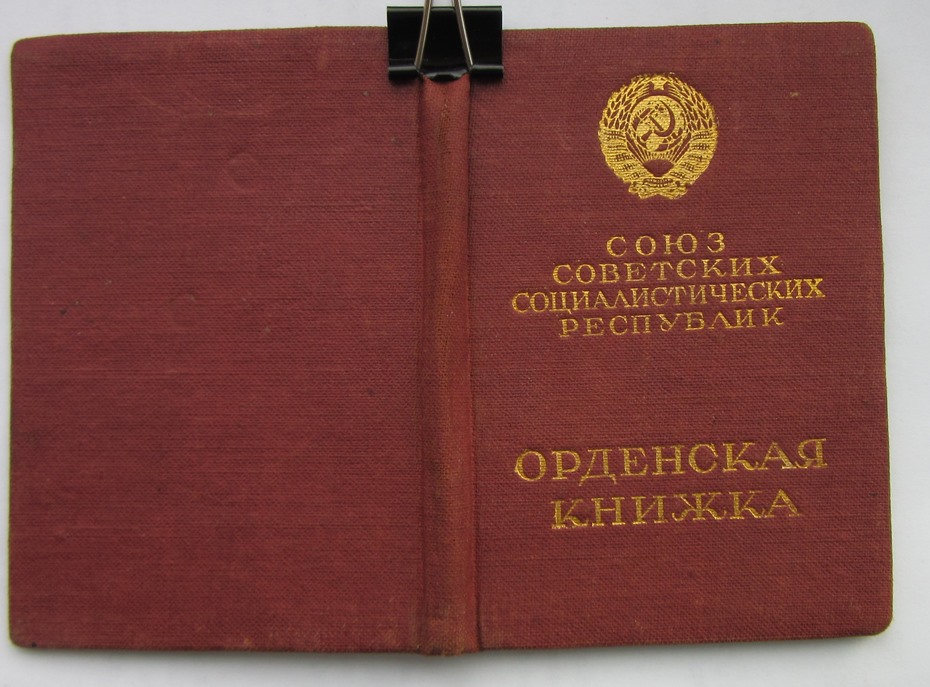 СОЮЗ
СОВЕТСКИХ
СОЦИАЛИСТИЧЕСКИХ
РЕСПУБЛИК
ОРДЕНСКАЯ
КНИЖКА